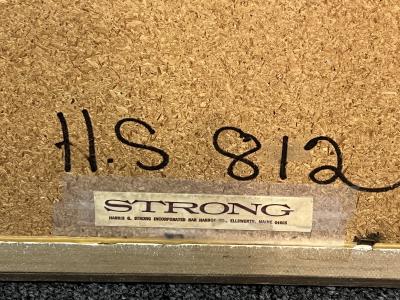 H.S 812
STRONG
HARRIS G. STRONG INCORPORATED BAR HARBOR RD., ELLSWORTH, MAINE 04605